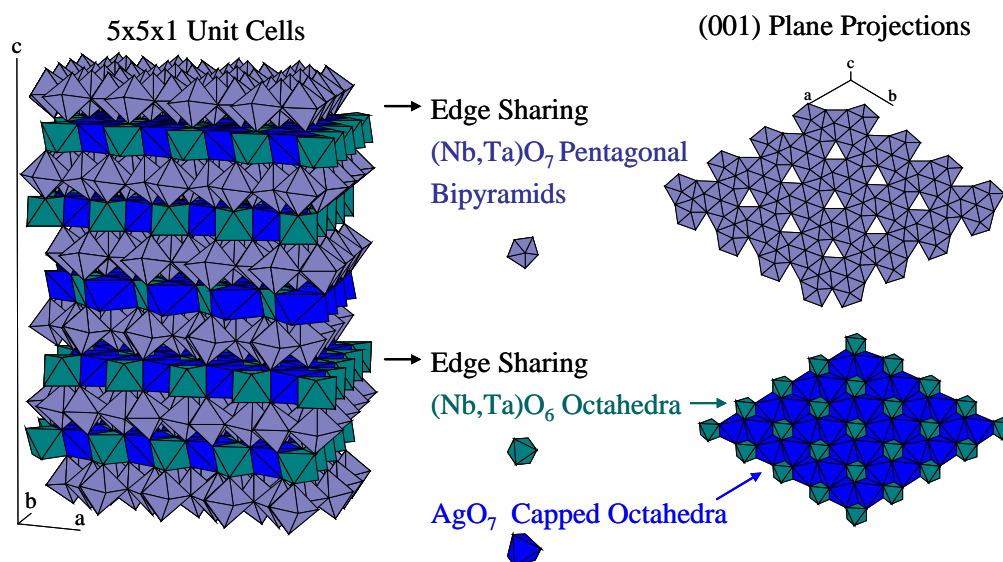 5x5x1 Unit Cells
(001) Plane Projections
c
c
a
b
Edge Sharing
(Nb,Ta)O₇ Pentagonal
Bipyramids
Edge Sharing
(Nb,Ta)O₆ Octahedra
AgO₇ Capped Octahedra
b
a